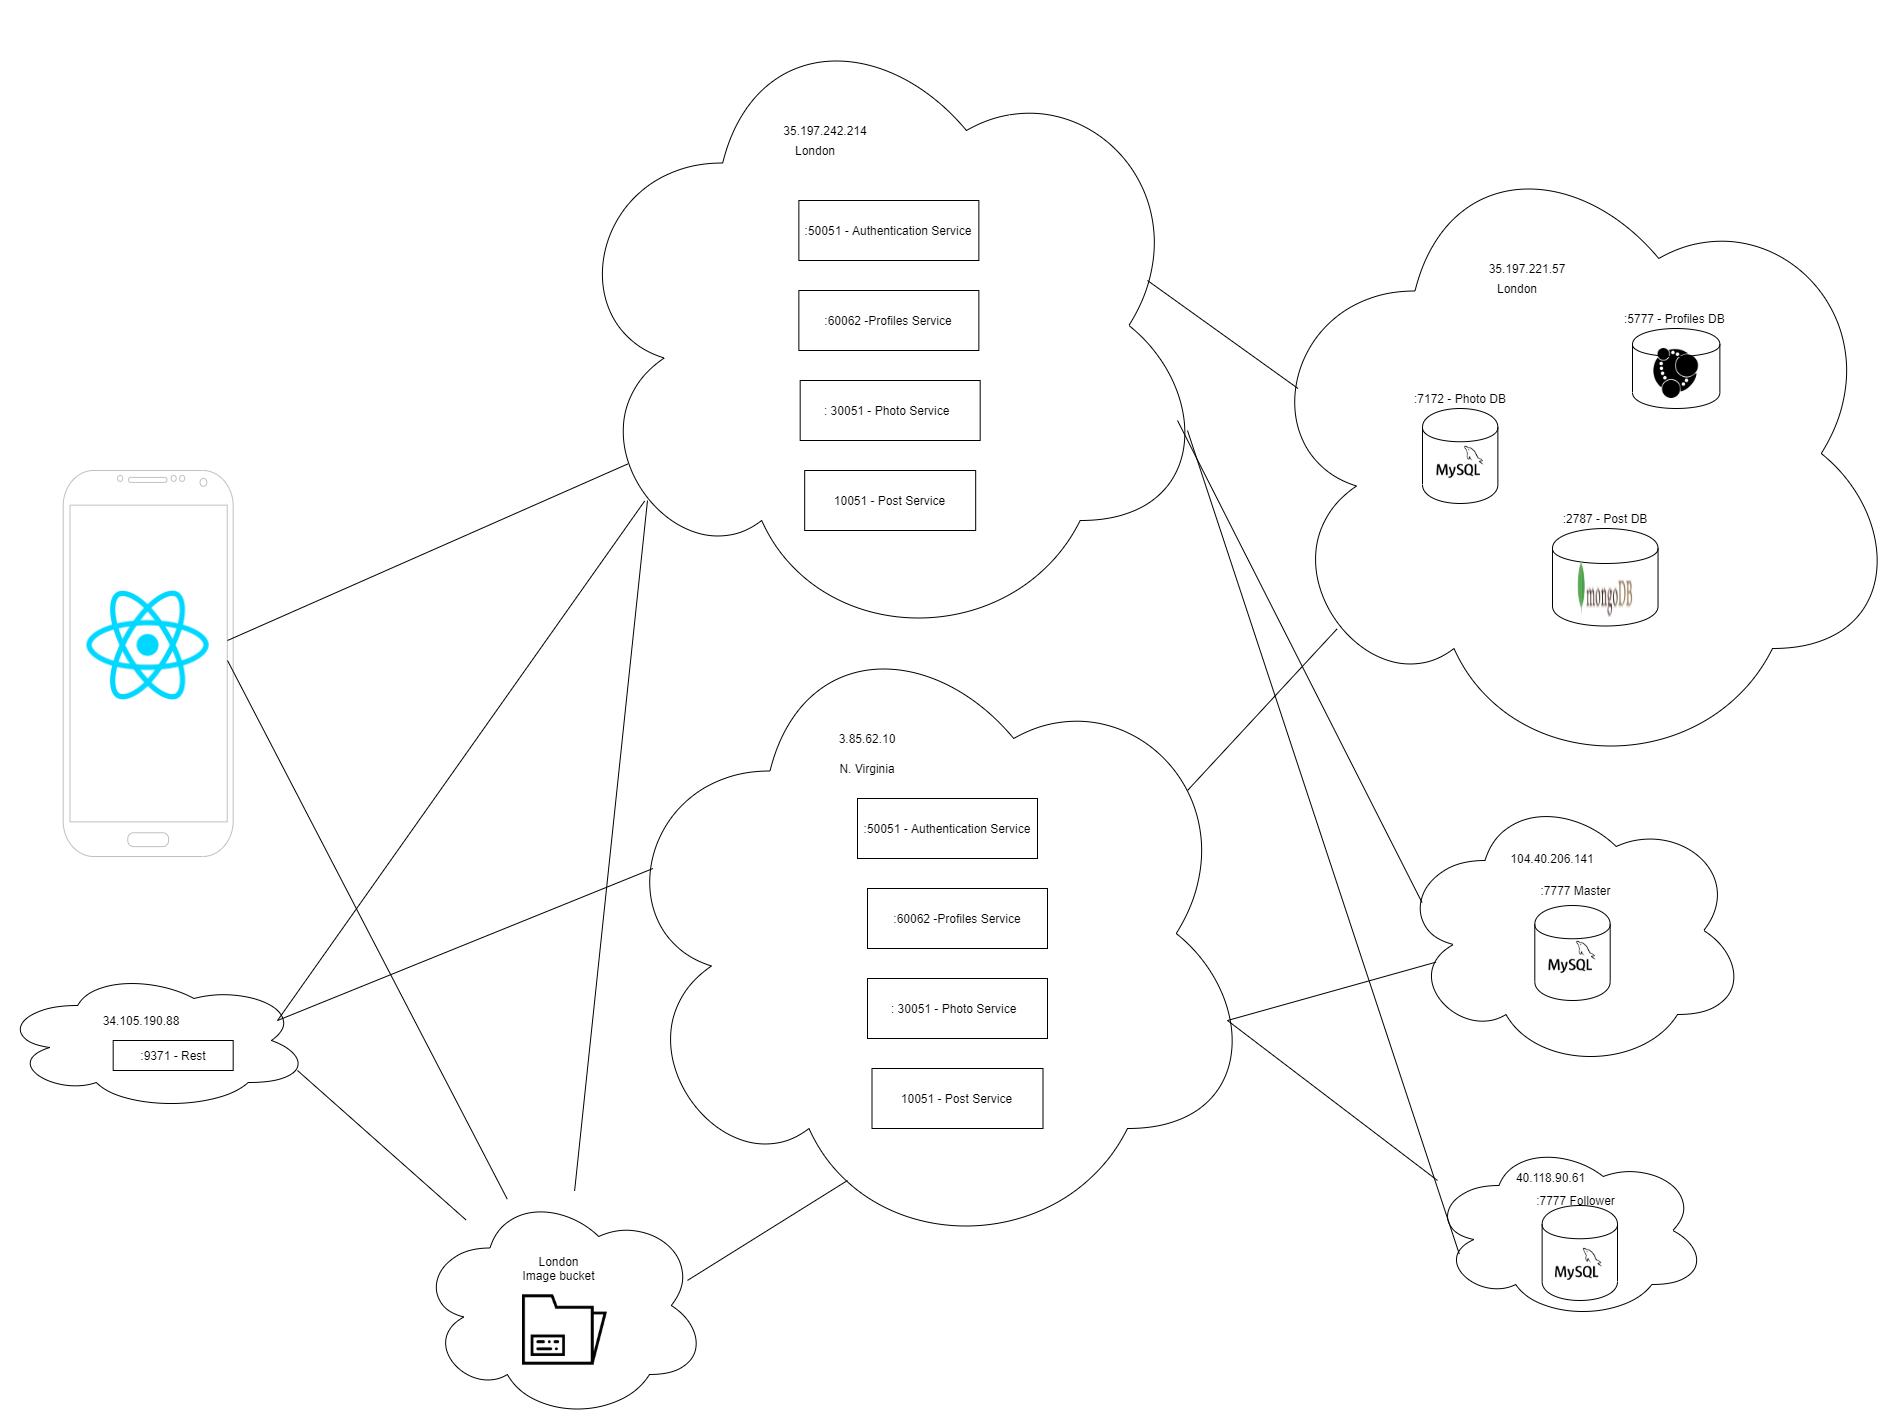 35.197.242.214
London
:50051 - Authentication Service
:60062 -Profiles Service
: 30051 - Photo Service
10051 - Post Service
35.197.221.57
London
:5777 - Profiles DB
:7172 - Photo DB
MySQL
:2787 - Post DB
mongoDB
3.85.62.10
N. Virginia
:50051 - Authentication Service
:60062 -Profiles Service
: 30051 - Photo Service
10051 - Post Service
104.40.206.141
:7777 Master
MySQL
34.105.190.88
:9371 - Rest
40.118.90.61
:7777 Follower
MySQL
London
Image bucket